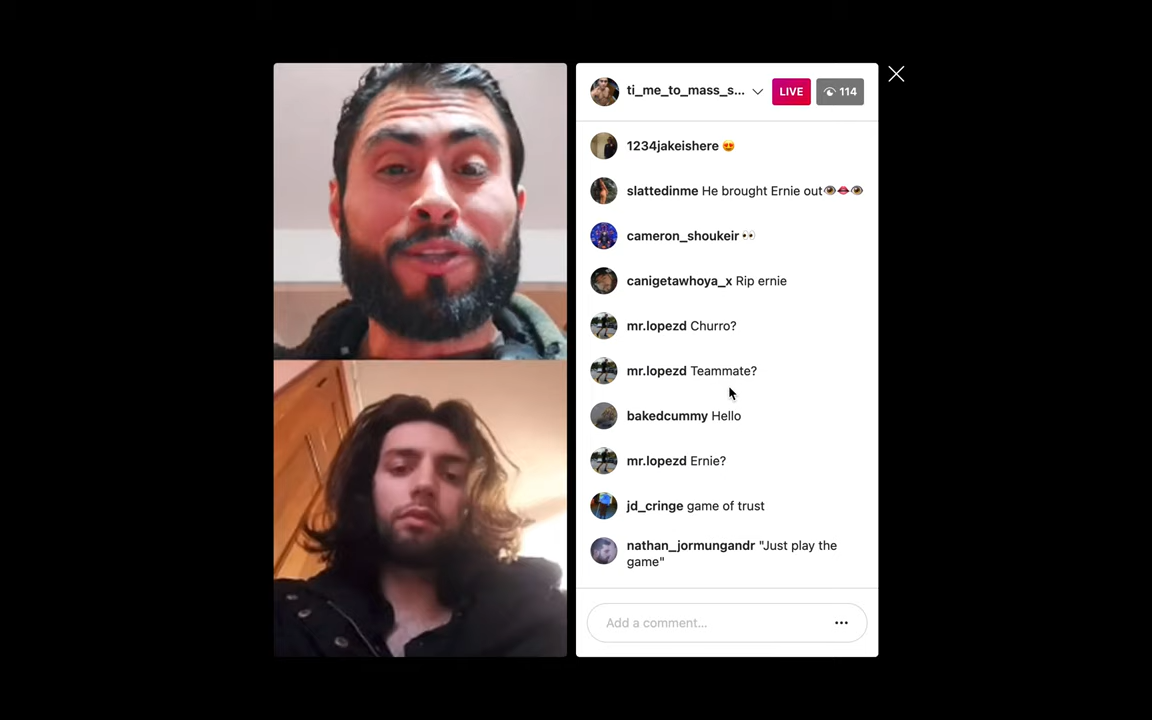 ti_me_to_mass_s...
LIVE
114
1234jakeishere 😍
slattedinme He brought Ernie out👁️👄👁️
cameron_shoukeir 👀
canigetawhoya_x Rip ernie
mr.lopezd Churro?
mr.lopezd Teammate?
bakedcummy Hello
mr.lopezd Ernie?
jd_cringe game of trust
nathan_jormungandr "Just play the
game"
Add a comment...